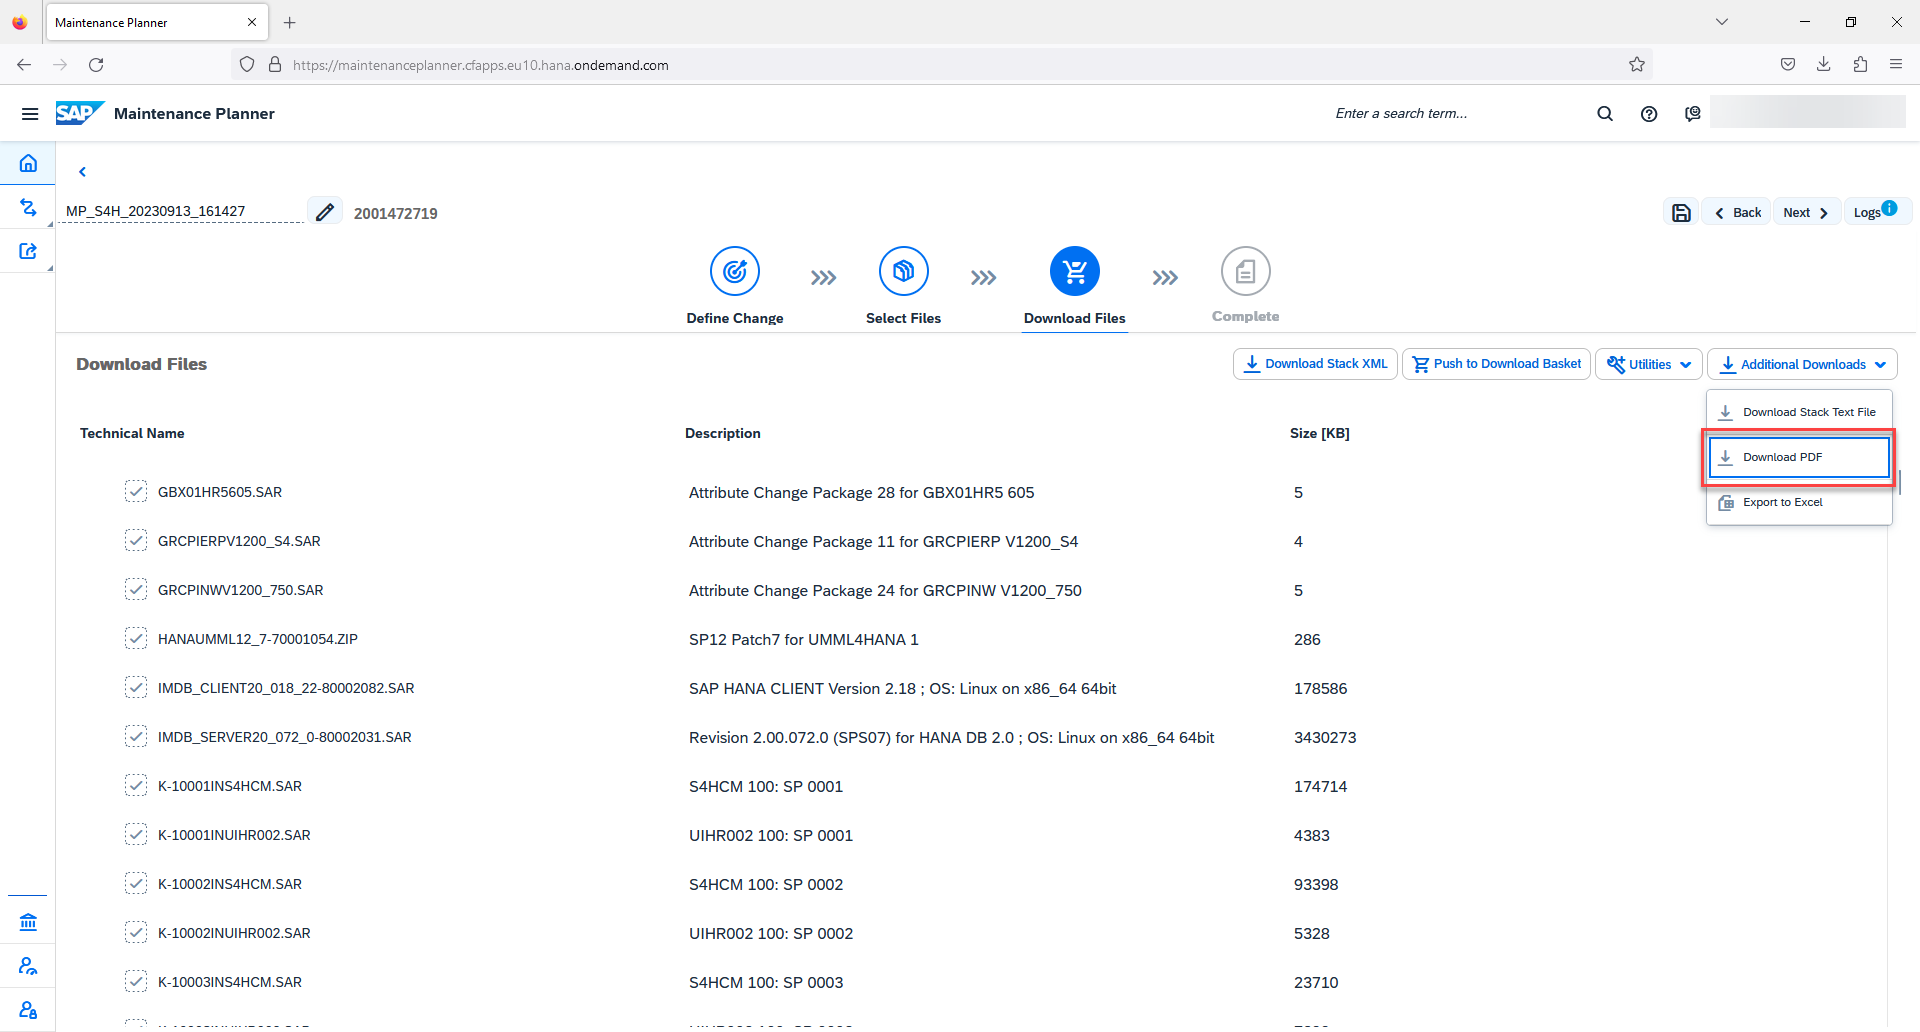 Maintenance Planner
https://maintenanceplanner.cfapps.eu10.hana.ondemand.com
SAP
Maintenance Planner
Enter a search term...
MP_S4H_20230913_161427
2001472719
Back
Next
Logs
Define Change
Select Files
Download Files
Complete
Download Files
Download Stack XML
Push to Download Basket
Utilities
Additional Downloads
Download Stack Text File
Download PDF
Export to Excel
Technical Name Description Size [KB]
GBX01HR5605.SAR Attribute Change Package 28 for GBX01HR5 605 5
GRCPIERPV1200_S4.SAR Attribute Change Package 11 for GRCPIERP V1200_S4 4
GRCPINWV1200_750.SAR Attribute Change Package 24 for GRCPINW V1200_750 5
HANAUMML12_7-70001054.ZIP SP12 Patch7 for UMML4HANA 1 286
IMDB_CLIENT20_018_22-80002082.SAR SAP HANA CLIENT Version 2.18 ; OS: Linux on x86_64 64bit 178586
IMDB_SERVER20_072_0-80002031.SAR Revision 2.00.072.0 (SPS07) for HANA DB 2.0 ; OS: Linux on x86_64 64bit 3430273
K-10001INS4HCM.SAR S4HCM 100: SP 0001 174714
K-10001INUIHR002.SAR UIHR002 100: SP 0001 4383
K-10002INS4HCM.SAR S4HCM 100: SP 0002 93398
K-10002INUIHR002.SAR UIHR002 100: SP 0002 5328
K-10003INS4HCM.SAR S4HCM 100: SP 0003 23710